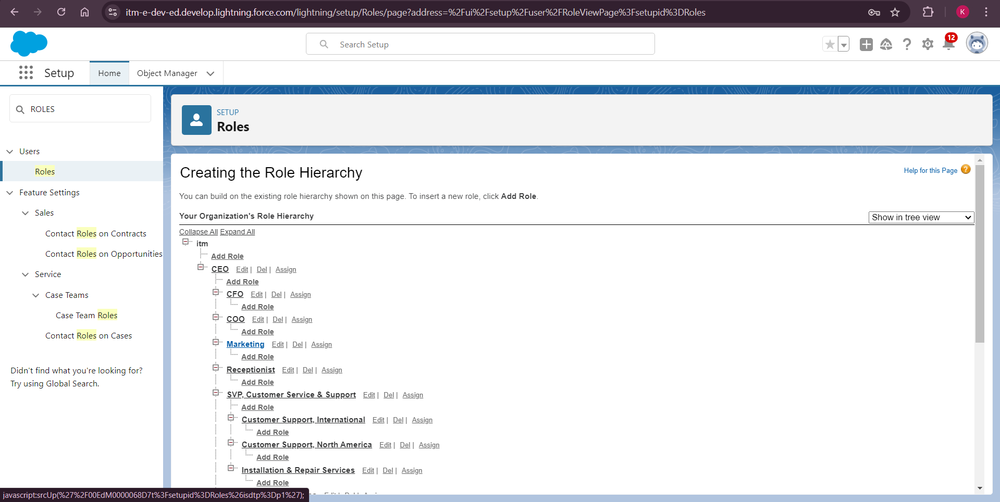 itm-e-dev-ed.develop.lightning.force.com/lightning/setup/Roles/page?address=%2Fui%2Fsetup%2Fuser%2FRoleViewPage%3Fsetupid%3DRoles
K
Search Setup
12
Setup
Home
Object Manager
ROLES
Users
Roles
Feature Settings
Sales
Contact Roles on Contracts
Contact Roles on Opportunities
Service
Case Teams
Case Team Roles
Contact Roles on Cases
Didn't find what you're looking for?
Try using Global Search.
SETUP
Roles
Creating the Role Hierarchy
Help for this Page ?
You can build on the existing role hierarchy shown on this page. To insert a new role, click Add Role.
Your Organization's Role Hierarchy
Show in tree view
Collapse All Expand All
itm
Add Role
CEO Edit | Del | Assign
Add Role
CFO Edit | Del | Assign
Add Role
COO Edit | Del | Assign
Add Role
Marketing Edit | Del | Assign
Add Role
Receptionist Edit | Del | Assign
Add Role
SVP, Customer Service & Support Edit | Del | Assign
Add Role
Customer Support, International Edit | Del | Assign
Add Role
Customer Support, North America Edit | Del | Assign
Add Role
Installation & Repair Services Edit | Del | Assign
Add Role
javascript:srcUp(%27%2F00EdM0000068D7t%3Fsetupid%3DRoles%26isdtp%3Dp1%27);